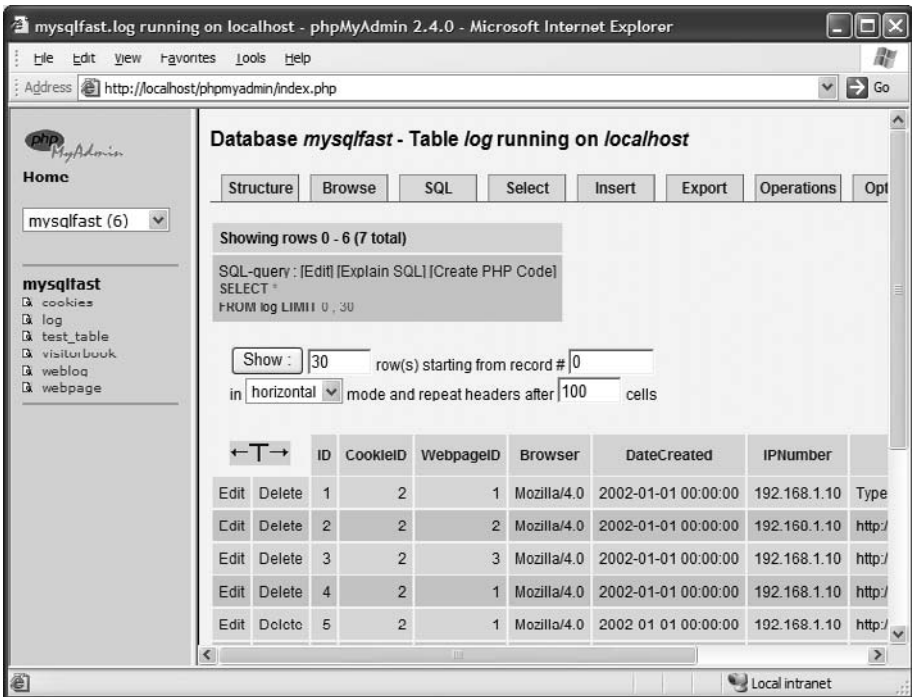 mysqlfast.log running on localhost - phpMyAdmin 2.4.0 - Microsoft Internet Explorer
File Edit View Favorites Tools Help
Address http://localhost/phpmyadmin/index.php Go
php
MyAdmin
Home
mysqlfast (6)
mysqlfast
cookies
log
test_table
visitorbook
weblog
webpage
Database mysqlfast - Table log running on localhost
Structure Browse SQL Select Insert Export Operations Opt
Showing rows 0 - 6 (7 total)
SQL-query : [Edit] [Explain SQL] [Create PHP Code]
SELECT *
FROM log LIMIT 0 , 30
Show : 30 row(s) starting from record # 0
in horizontal mode and repeat headers after 100 cells
←T→ ID CookieID WebpageID Browser DateCreated IPNumber
Edit Delete 1 2 1 Mozilla/4.0 2002-01-01 00:00:00 192.168.1.10 Type
Edit Delete 2 2 2 Mozilla/4.0 2002-01-01 00:00:00 192.168.1.10 http:/
Edit Delete 3 2 3 Mozilla/4.0 2002-01-01 00:00:00 192.168.1.10 http:/
Edit Delete 4 2 1 Mozilla/4.0 2002-01-01 00:00:00 192.168.1.10 http:/
Edit Delete 5 2 1 Mozilla/4.0 2002-01-01 00:00:00 192.168.1.10 http:/
Local intranet